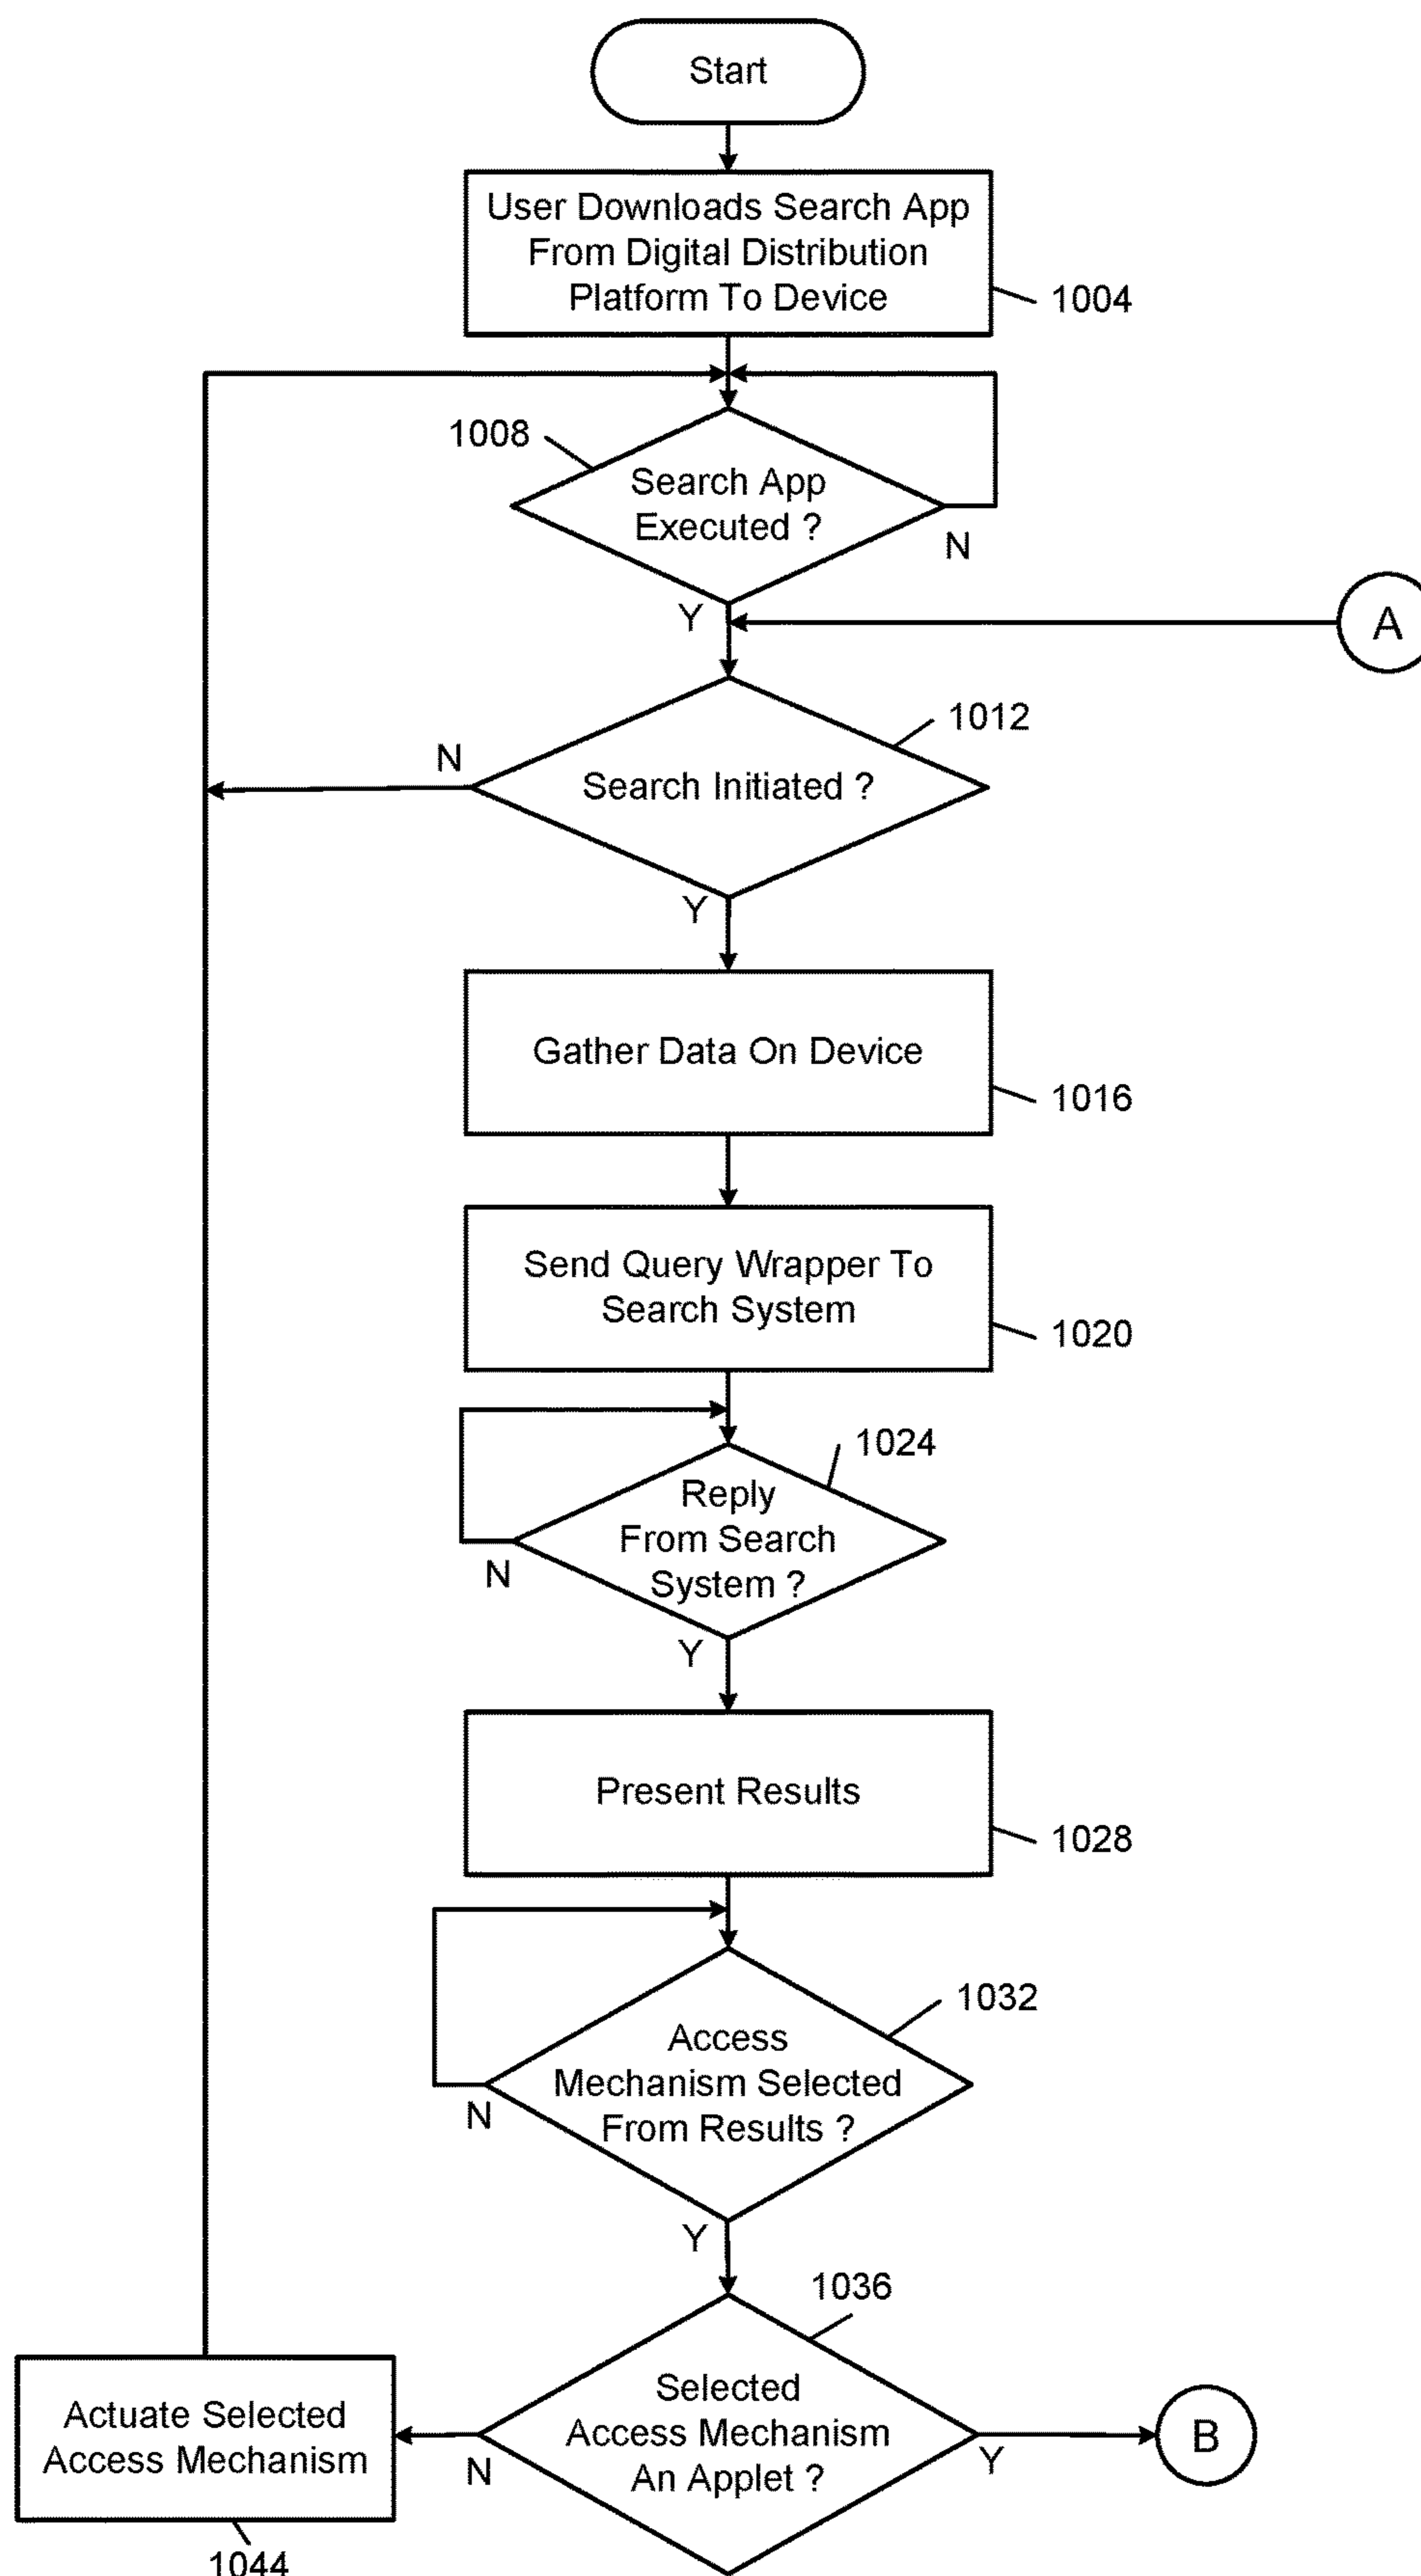 Start
User Downloads Search App
From Digital Distribution
Platform To Device
1004
1008
Search App
Executed ?
N
Y
A
1012
N
Search Initiated ?
Y
Gather Data On Device
1016
Send Query Wrapper To
Search System
1020
1024
Reply
From Search
System ?
N
Y
Present Results
1028
1032
Access
Mechanism Selected
From Results ?
N
Y
1036
Selected
Access Mechanism
An Applet ?
N
Y
B
Actuate Selected
Access Mechanism
1044